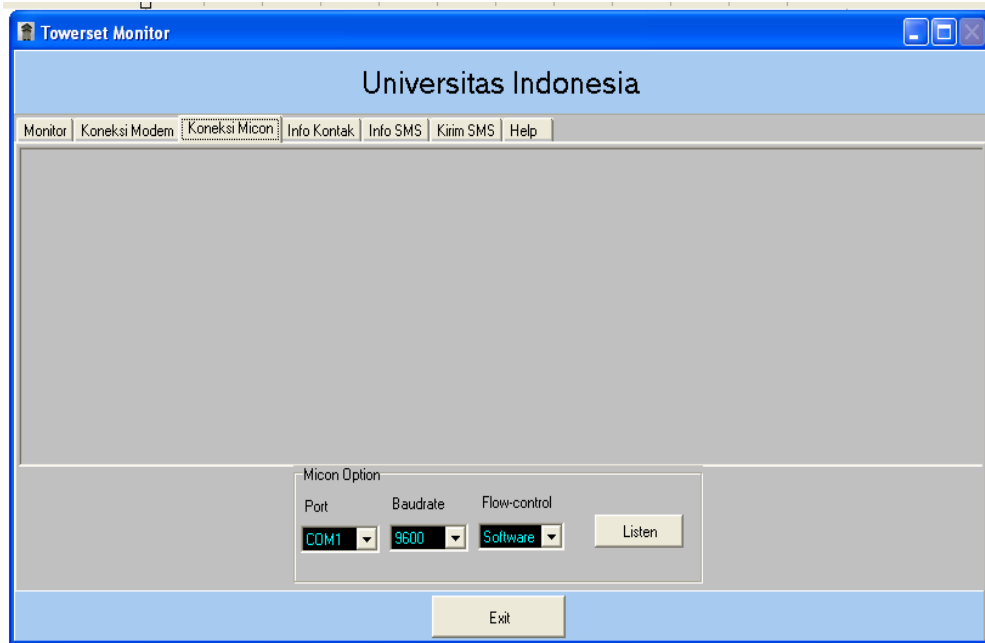 Towerset Monitor
Universitas Indonesia
Monitor Koneksi Modem Koneksi Micon Info Kontak Info SMS Kirim SMS Help
Micon Option
Port Baudrate Flow-control
COM1 9600 Software Listen
Exit